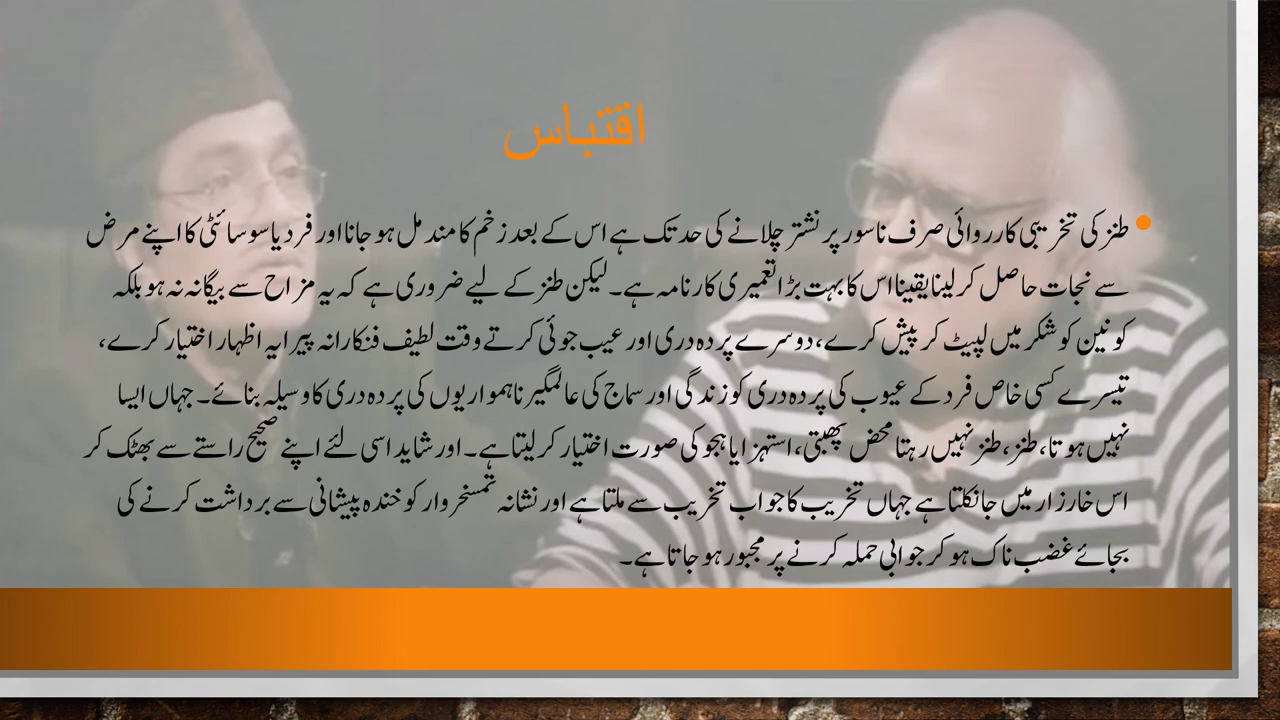 اقتباس
طنز کی تخریبی کارروائی صرف ناسور پر نشتر چلانے کی حد تک ہے اس کے بعد زخم کا مند مل ہو جانا اور فرد یا سوسائٹی کا اپنے مرض
سے نجات حاصل کر لینا یقینا اس کا بہت بڑا تعمیری کارنامہ ہے۔ لیکن طنز کے لیے ضروری ہے کہ یہ مزاح سے بیگانہ نہ ہو بلکہ
کونین کو شکر میں لپیٹ کر پیش کرے، دوسرے پردہ دری اور عیب جوئی کرتے وقت لطیف فنکارانہ پیرایہ اظہار اختیار کرے،
تیسرے کسی خاص فرد کے عیوب کی پردہ دری کو زندگی اور سماج کی عالمگیر ناہمواریوں کی پردہ دری کا وسیلہ بنائے۔ جہاں ایسا
نہیں ہوتا، طنز، طنز نہیں رہتا محض پھبتی، استہزا یا ہجو کی صورت اختیار کر لیتا ہے۔ اور شاید اسی لئے اپنے صحیح راستے سے بھٹک کر
اس خارزار میں جا نکلتا ہے جہاں تخریب کا جواب تخریب سے ملتا ہے اور نشانہ تمسخر وار کو خندہ پیشانی سے برداشت کرنے کی
بجائے غضب ناک ہو کر جوابی حملہ کرنے پر مجبور ہو جاتا ہے۔